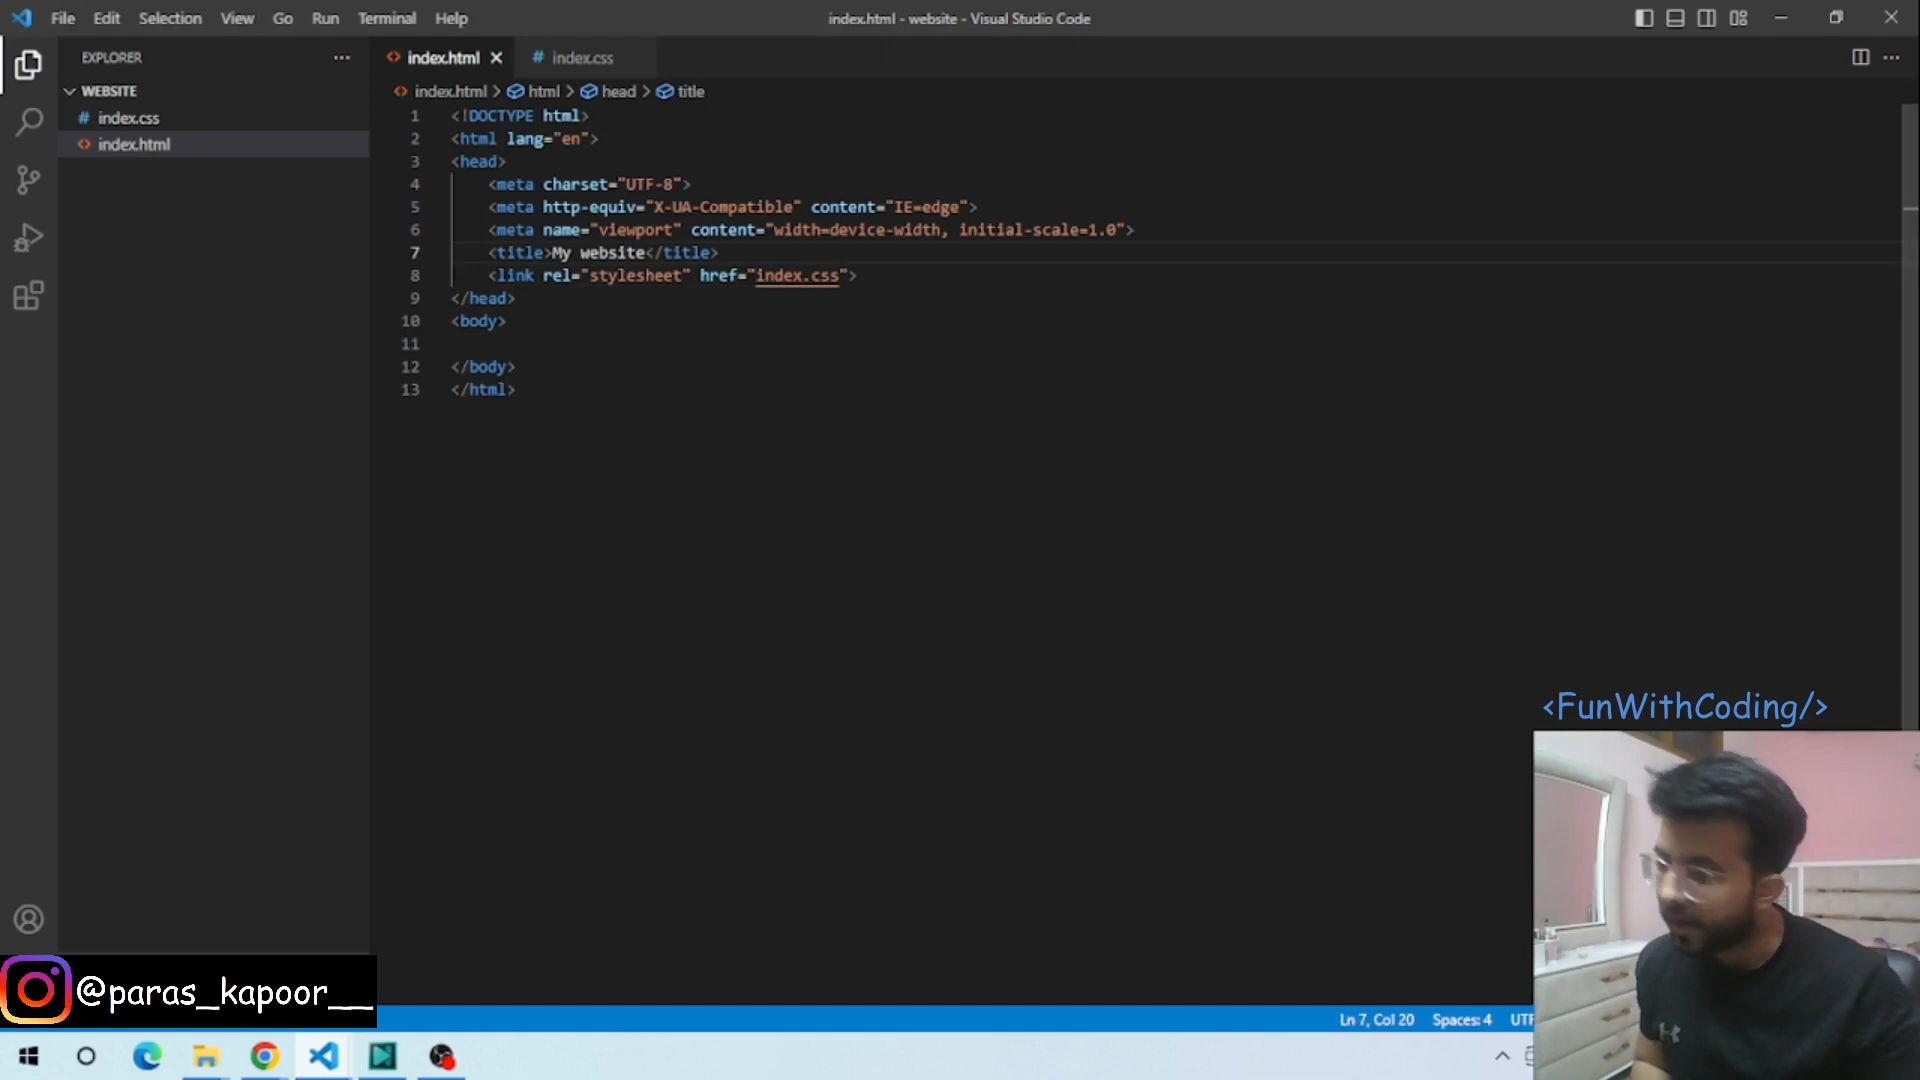 File Edit Selection View Go Run Terminal Help
index.html - website - Visual Studio Code
EXPLORER
WEBSITE
index.css
index.html
index.html
index.css
index.html > html > head > title
1 <!DOCTYPE html>
2 <html lang="en">
3 <head>
4 <meta charset="UTF-8">
5 <meta http-equiv="X-UA-Compatible" content="IE=edge">
6 <meta name="viewport" content="width=device-width, initial-scale=1.0">
7 <title>My website</title>
8 <link rel="stylesheet" href="index.css">
9 </head>
10 <body>
11
12 </body>
13 </html>
<FunWithCoding/>
@paras_kapoor__
Ln 7, Col 20 Spaces: 4 UTF